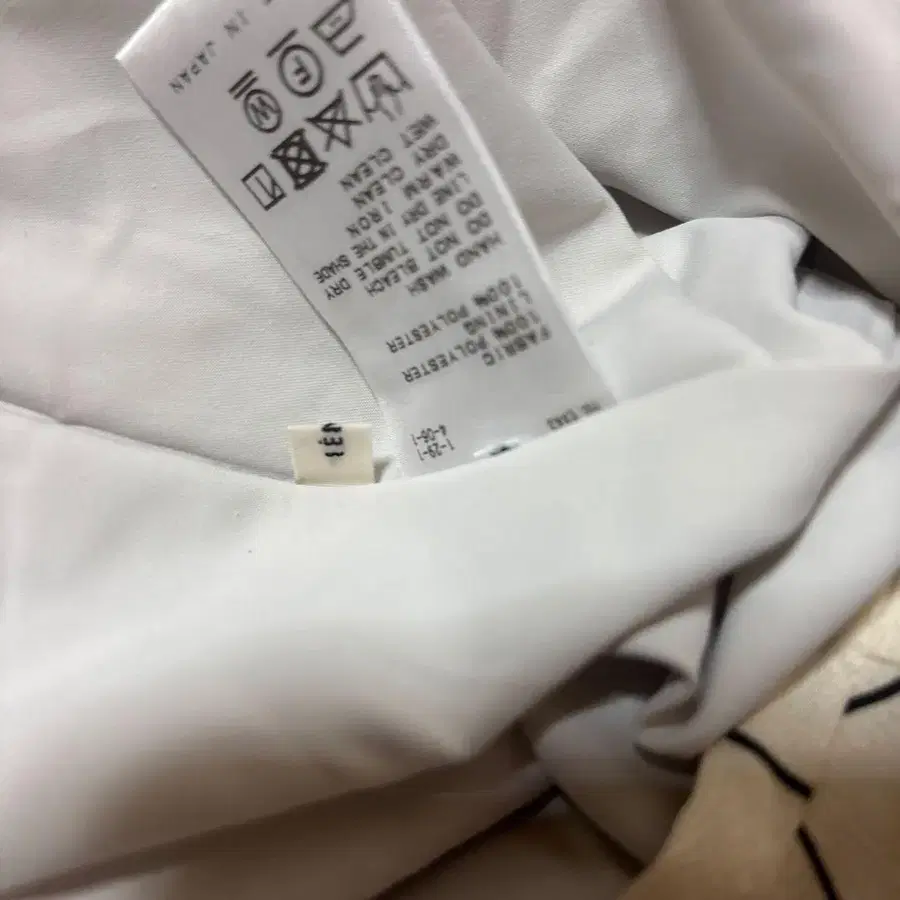 FABRIC
100% POLYESTER
LINING
100% POLYESTER
HAND WASH
DO NOT BLEACH
DO NOT TUMBLE DRY
LINE DRY IN THE SHADE
WARM IRON
DRY CLEAN
WET CLEAN
F
W
IN JAPAN